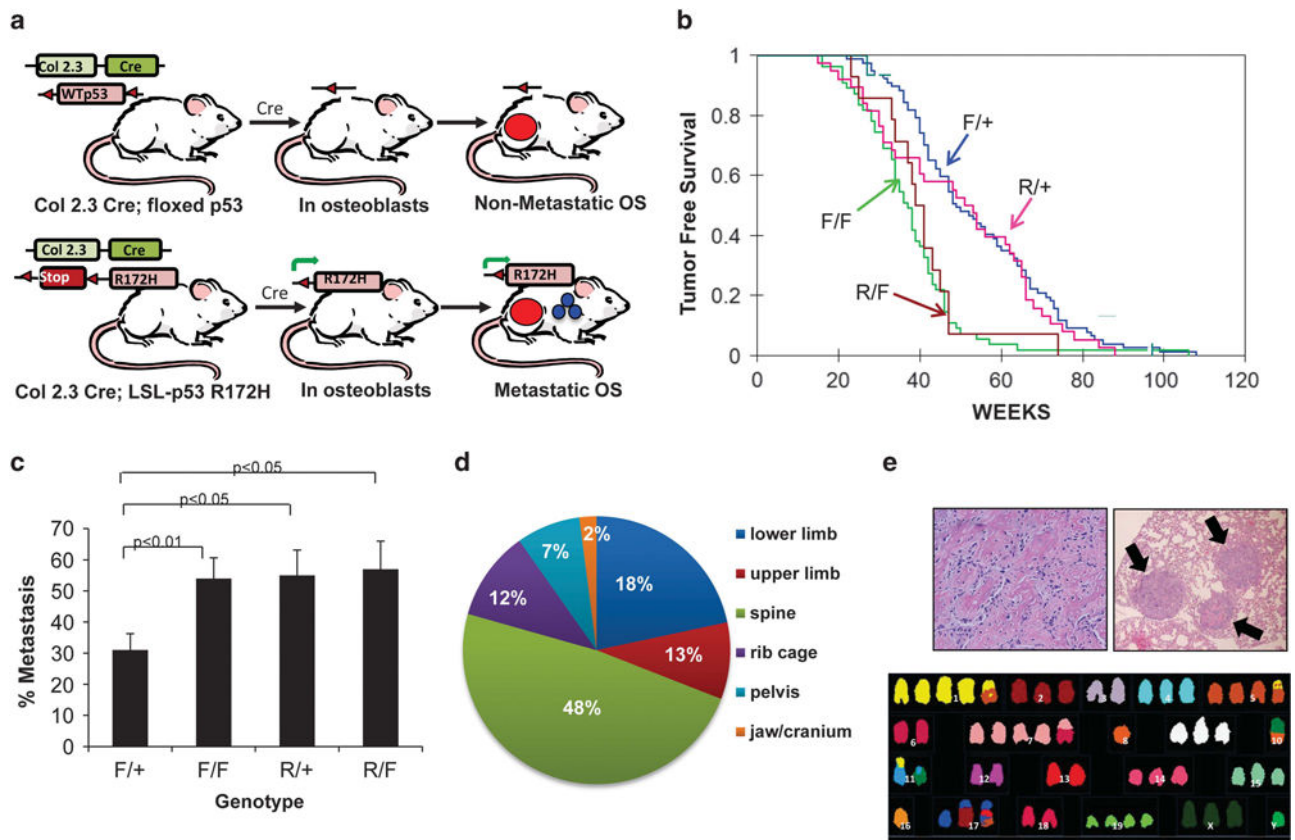 a
Col 2.3 Cre
WTp53
Cre
Col 2.3 Cre; floxed p53
In osteoblasts
Non-Metastatic OS
Col 2.3 Cre
Stop R172H
Cre
R172H
R172H
Col 2.3 Cre; LSL-p53 R172H
In osteoblasts
Metastatic OS
b
Tumor Free Survival
1
0.8
0.6
0.4
0.2
0
F/+
R/+
F/F
R/F
0 20 40 60 80 100 120
WEEKS
c
p<0.05
p<0.05
p<0.01
% Metastasis
70
60
50
40
30
20
10
0
F/+ F/F R/+ R/F
Genotype
d
2%
7%
18%
12%
13%
48%
lower limb
upper limb
spine
rib cage
pelvis
jaw/cranium
e
1 2 4 5
6 7 8 10
11 12 13 14 15
16 17 18 19 X Y